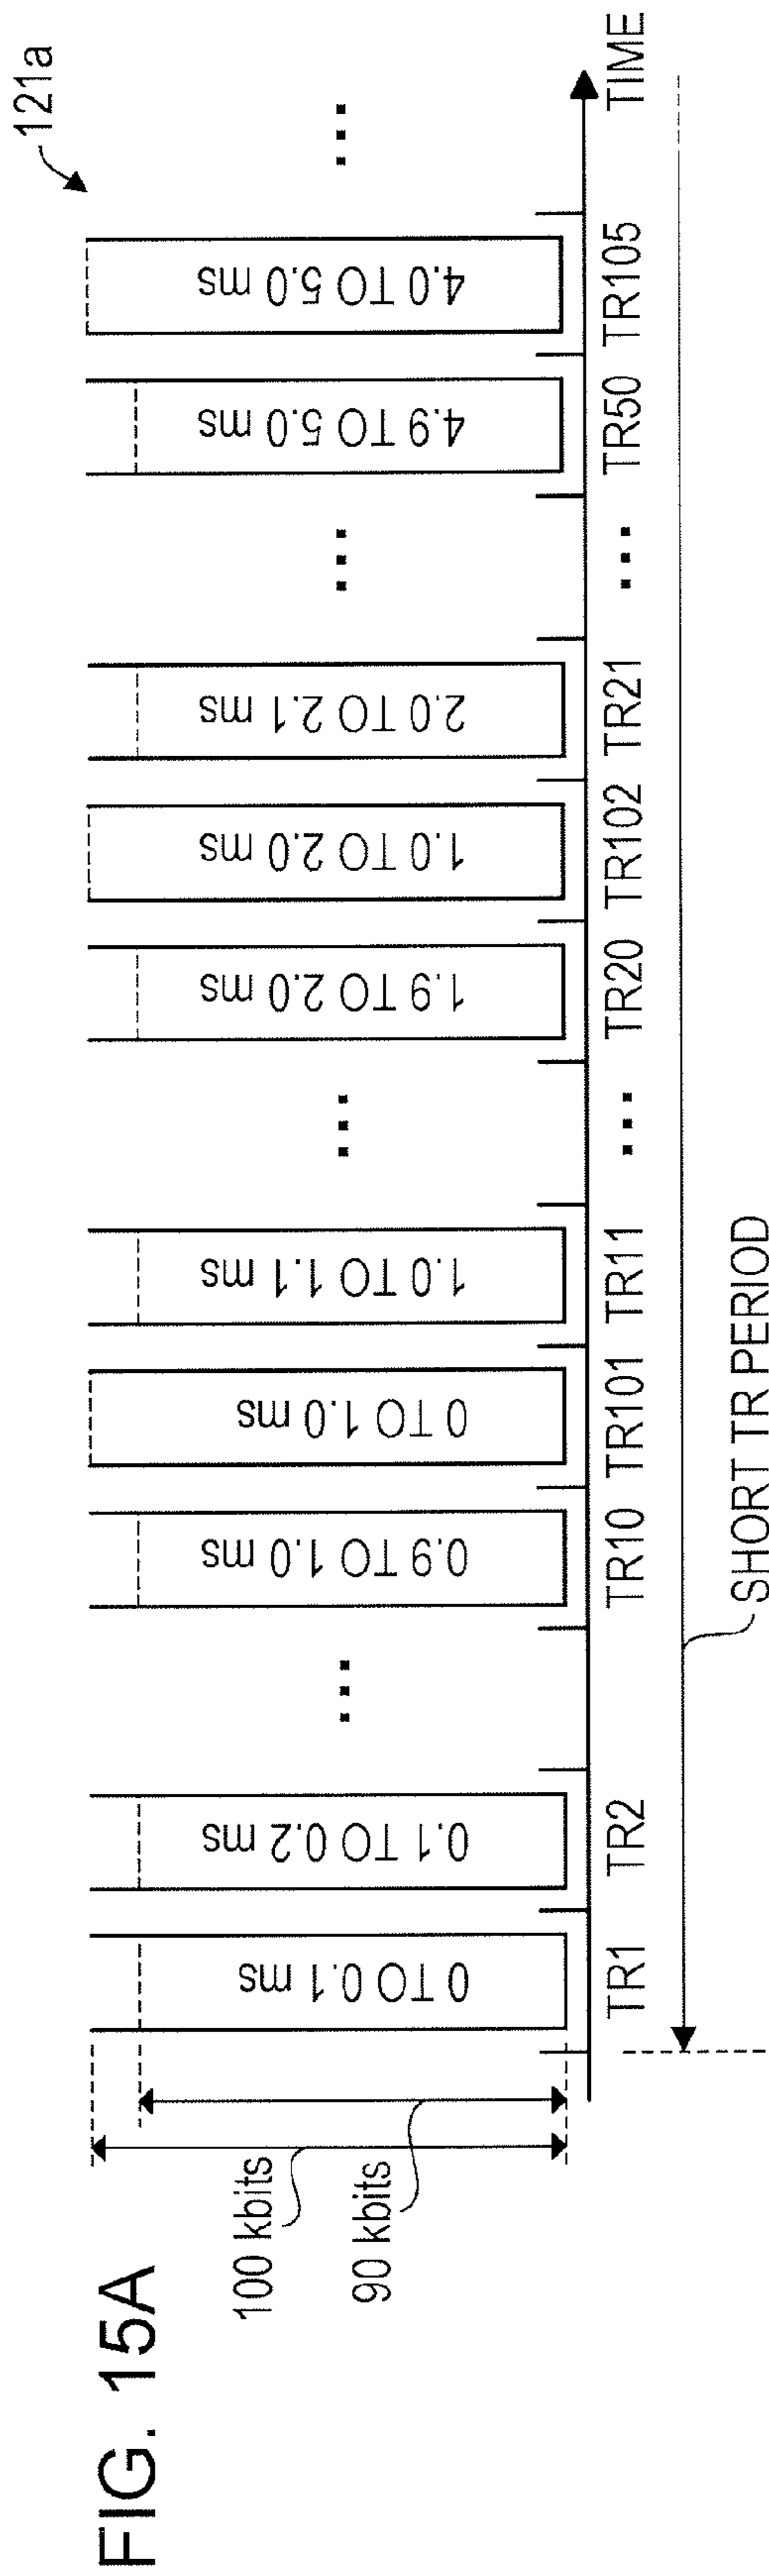 FIG. 15A
121a
100 kbits
90 kbits
0 TO 0.1 ms
0.1 TO 0.2 ms
...
0.9 TO 1.0 ms
0 TO 1.0 ms
1.0 TO 1.1 ms
...
1.9 TO 2.0 ms
1.0 TO 2.0 ms
2.0 TO 2.1 ms
...
4.9 TO 5.0 ms
4.0 TO 5.0 ms
...
TR1
TR2
TR10
TR101
TR11
...
TR20
TR102
TR21
...
TR50
TR105
TIME
SHORT TR PERIOD